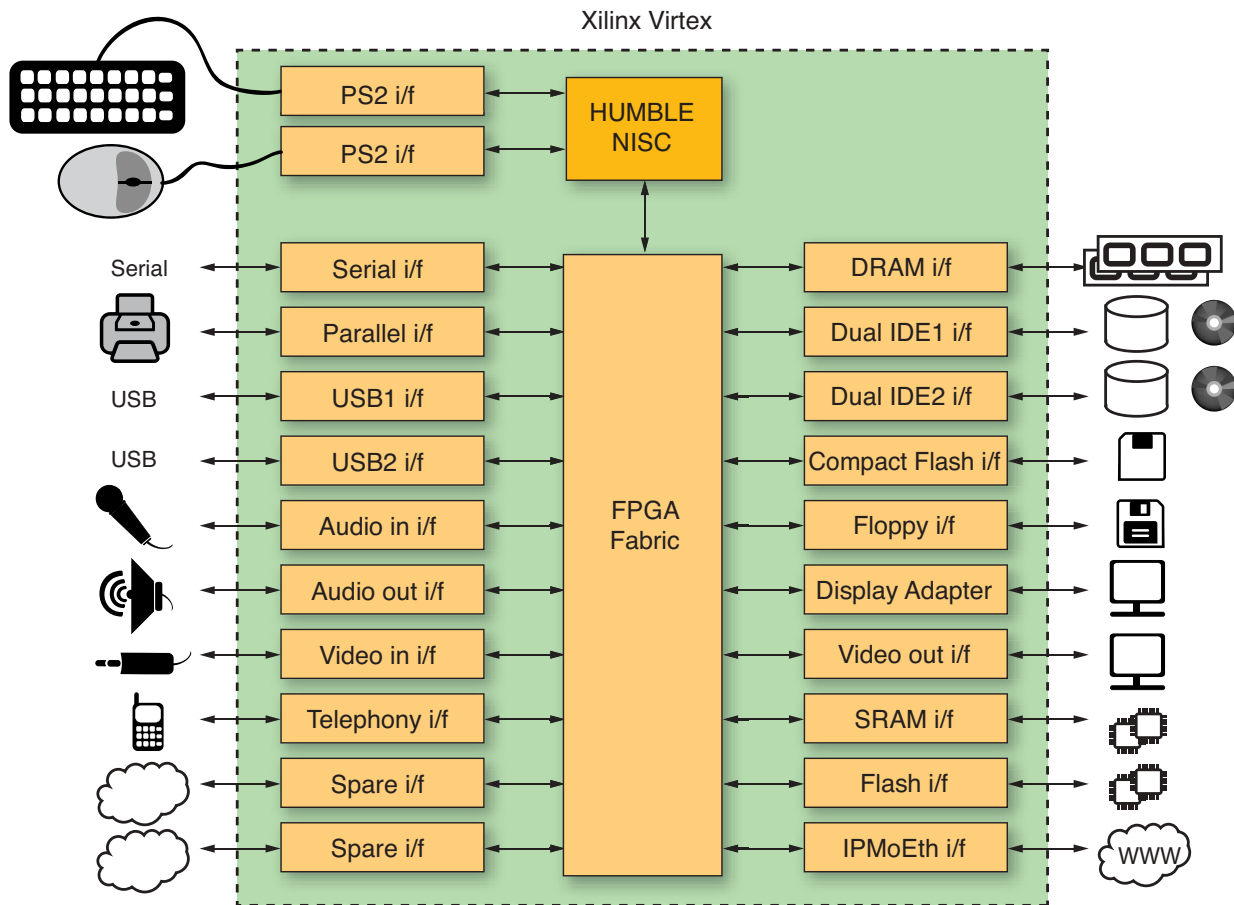 Xilinx Virtex
PS2 i/f
HUMBLE
NISC
PS2 i/f
Serial
Serial i/f
Parallel i/f
USB
USB1 i/f
USB
USB2 i/f
Audio in i/f
Audio out i/f
Video in i/f
Telephony i/f
Spare i/f
Spare i/f
FPGA
Fabric
DRAM i/f
Dual IDE1 i/f
Dual IDE2 i/f
Compact Flash i/f
Floppy i/f
Display Adapter
Video out i/f
SRAM i/f
Flash i/f
IPMoEth i/f
WWW